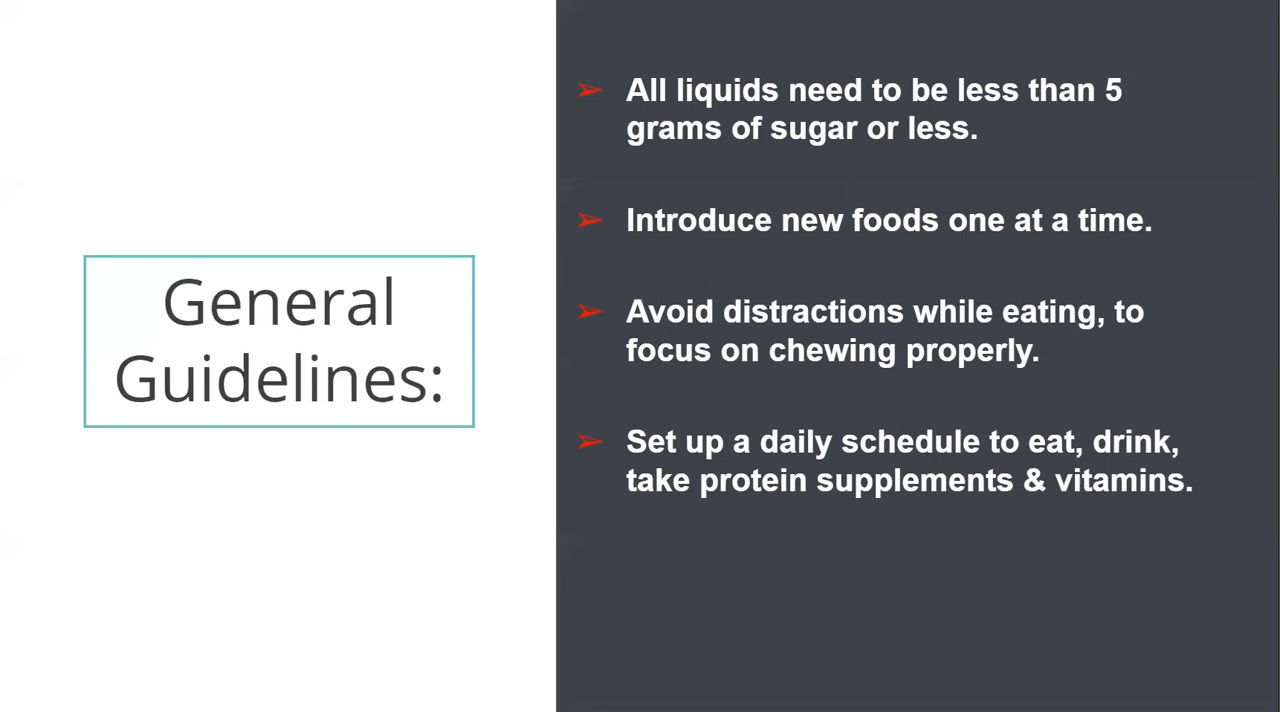 General
Guidelines:
➢ All liquids need to be less than 5
grams of sugar or less.
➢ Introduce new foods one at a time.
➢ Avoid distractions while eating, to
focus on chewing properly.
➢ Set up a daily schedule to eat, drink,
take protein supplements & vitamins.